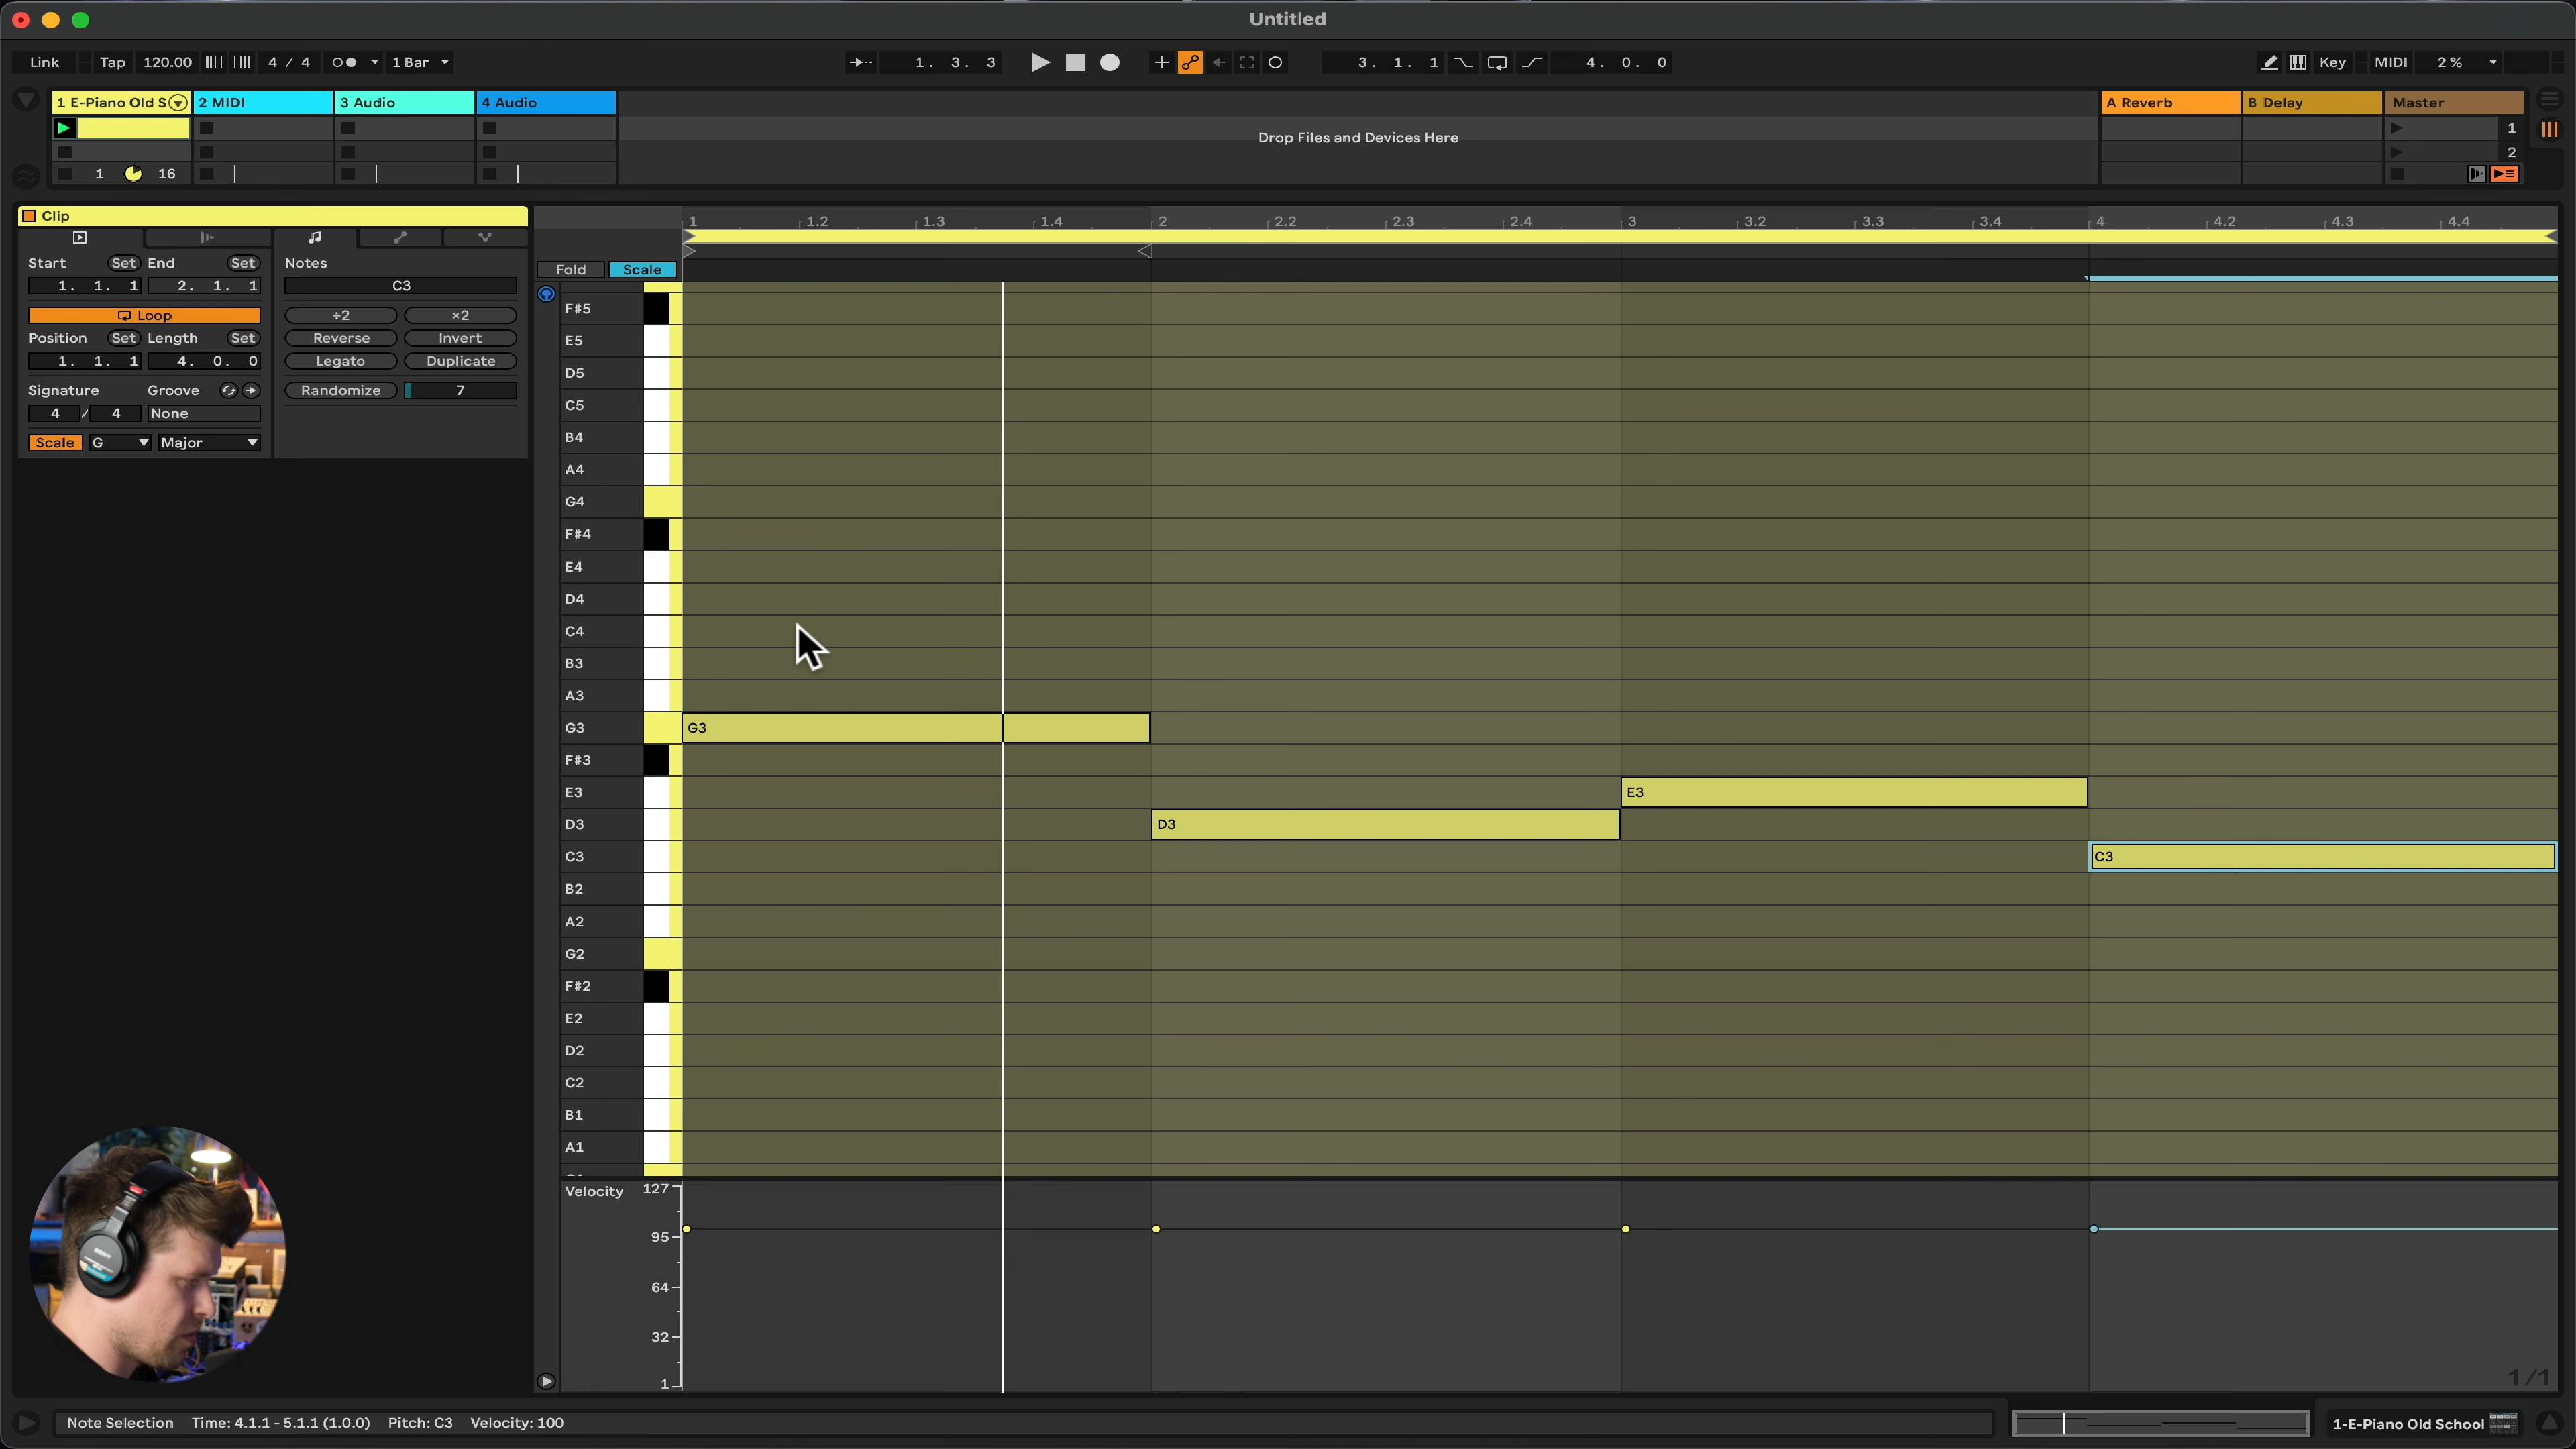 Untitled
Link Tap 120.00 4 / 4 1 Bar 1. 3. 3 3. 1. 1 4. 0. 0 Key MIDI 2 %
1 E-Piano Old S 2 MIDI 3 Audio 4 Audio A Reverb B Delay Master
Drop Files and Devices Here
1
2
1 16
Clip
1 1.2 1.3 1.4 2 2.2 2.3 2.4 3 3.2 3.3 3.4 4 4.2 4.3 4.4
Start Set End Set Notes
Fold Scale
1. 1. 1 2. 1. 1 C3
Loop ÷2 ×2
Position Set Length Set Reverse Invert
1. 1. 1 4. 0. 0 Legato Duplicate
Signature Groove Randomize 7
4 / 4 None
Scale G Major
F#5
E5
D5
C5
B4
A4
G4
F#4
E4
D4
C4
B3
A3
G3 G3
F#3
E3 E3
D3 D3
C3 C3
B2
A2
G2
F#2
E2
D2
C2
B1
A1
Velocity 127
95
64
32
1
1/1
Note Selection Time: 4.1.1 - 5.1.1 (1.0.0) Pitch: C3 Velocity: 100
1-E-Piano Old School